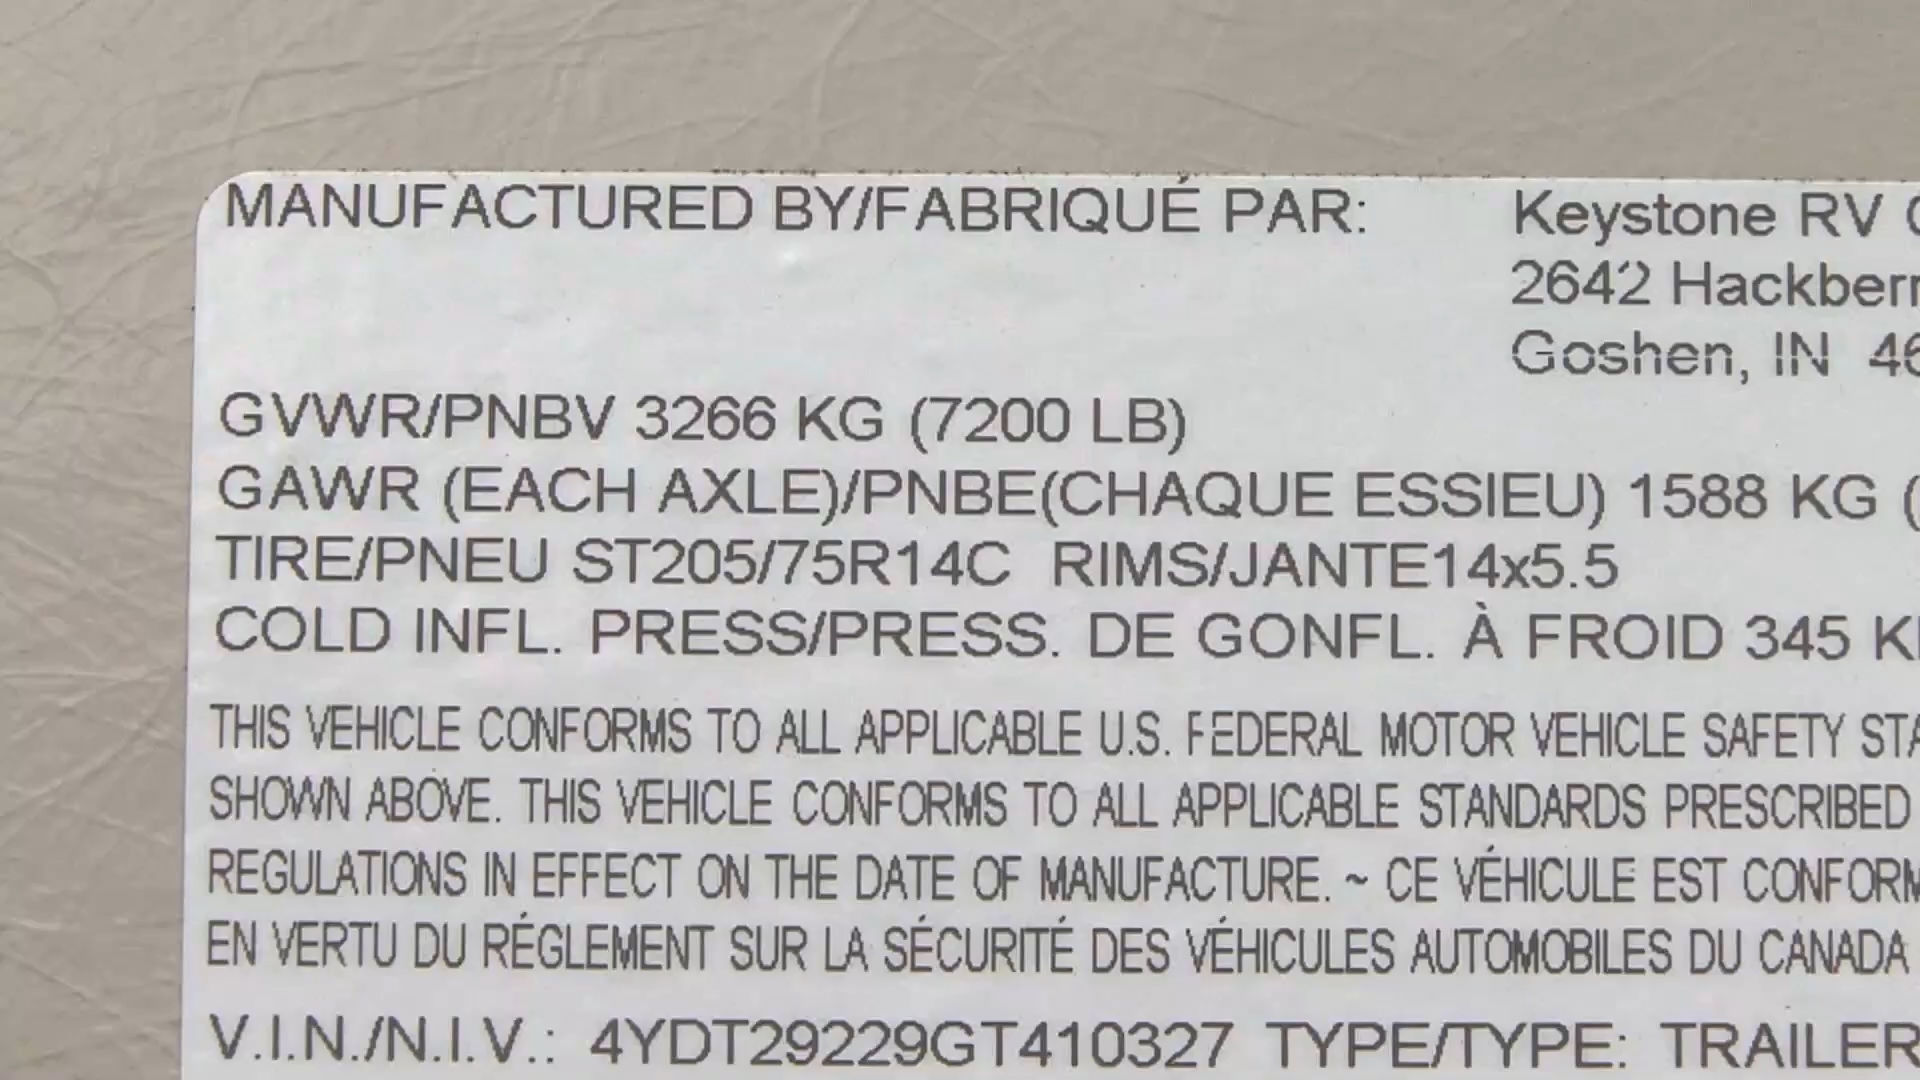 MANUFACTURED BY/FABRIQUÉ PAR: Keystone RV
2642 Hackberr
Goshen, IN 46
GVWR/PNBV 3266 KG (7200 LB)
GAWR (EACH AXLE)/PNBE(CHAQUE ESSIEU) 1588 KG (
TIRE/PNEU ST205/75R14C RIMS/JANTE14x5.5
COLD INFL. PRESS/PRESS. DE GONFL. À FROID 345 K
THIS VEHICLE CONFORMS TO ALL APPLICABLE U.S. FEDERAL MOTOR VEHICLE SAFETY STA
SHOWN ABOVE. THIS VEHICLE CONFORMS TO ALL APPLICABLE STANDARDS PRESCRIBED
REGULATIONS IN EFFECT ON THE DATE OF MANUFACTURE. ~ CE VÉHICULE EST CONFORM
EN VERTU DU RÉGLEMENT SUR LA SÉCURITÉ DES VÉHICULES AUTOMOBILES DU CANADA
V.I.N./N.I.V.: 4YDT29229GT410327 TYPE/TYPE: TRAILER